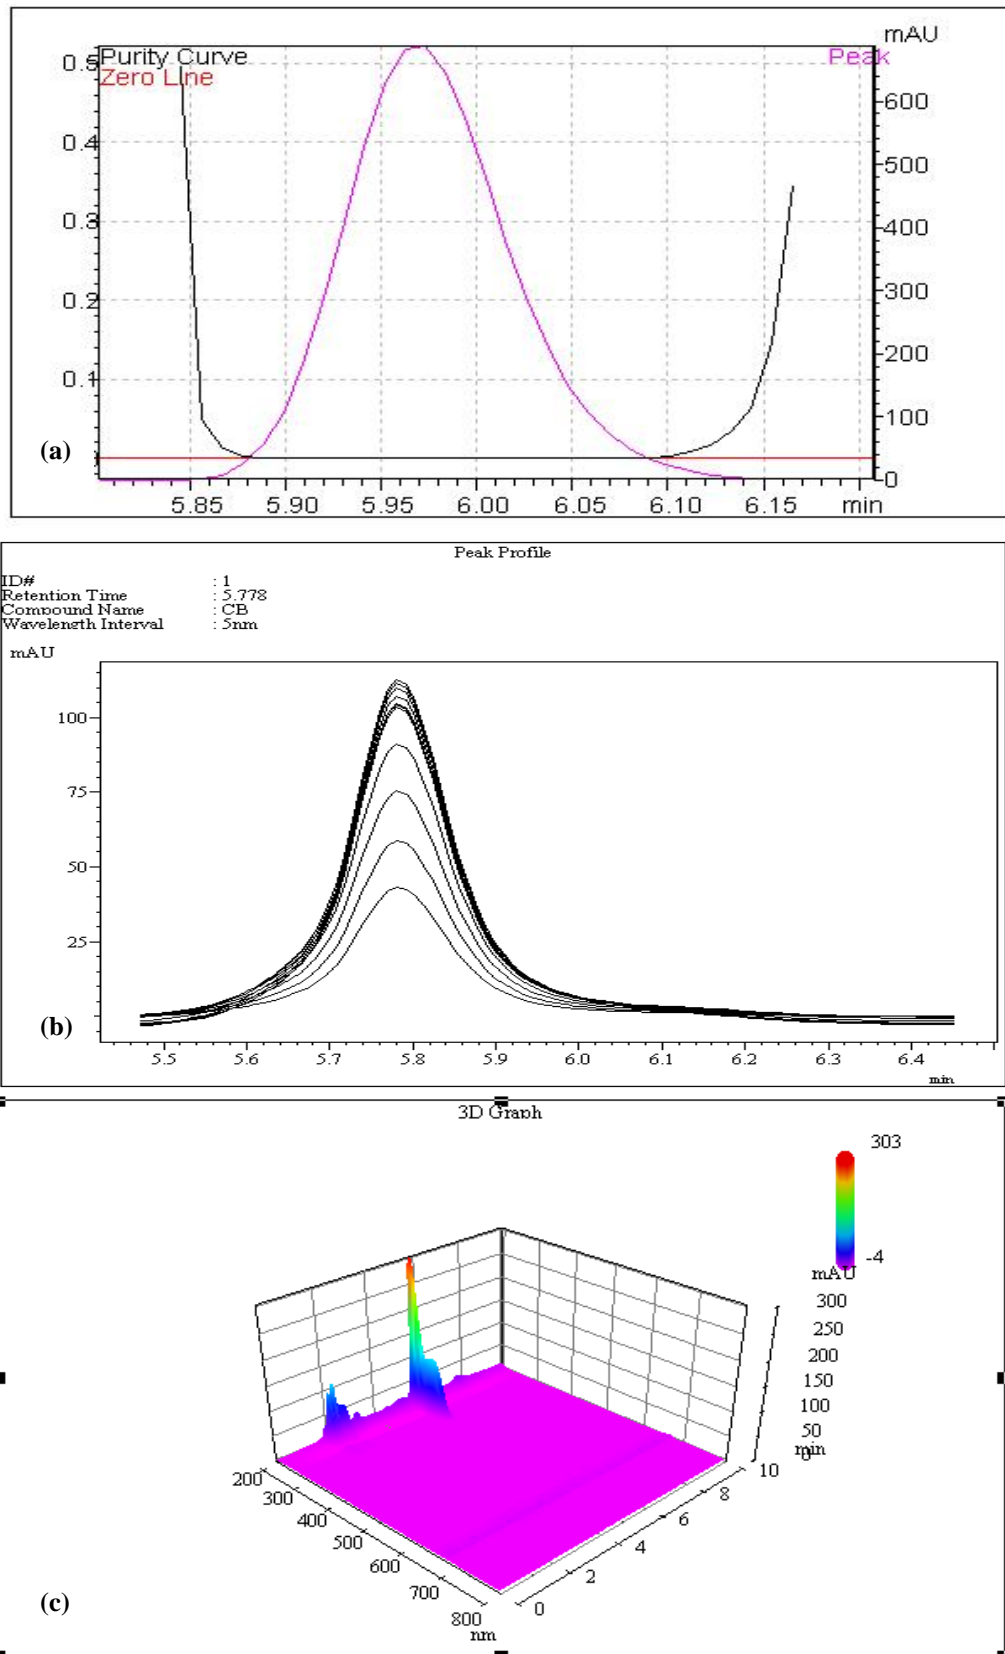 mAU
Purity Curve
Peak
Zero Line
0.5
0.4
0.3
0.2
0.1
600
500
400
300
200
100
0
(a)
5.85 5.90 5.95 6.00 6.05 6.10 6.15 min
Peak Profile
ID# : 1
Retention Time : 5.778
Compound Name : CB
Wavelength Interval : 5nm
mAU
100
75
50
25
(b)
5.5 5.6 5.7 5.8 5.9 6.0 6.1 6.2 6.3 6.4
min
3D Graph
303
-4
mAU
300
250
200
150
100
50
min
10
8
6
4
2
0
200
300
400
500
600
700
800
nm
(c)